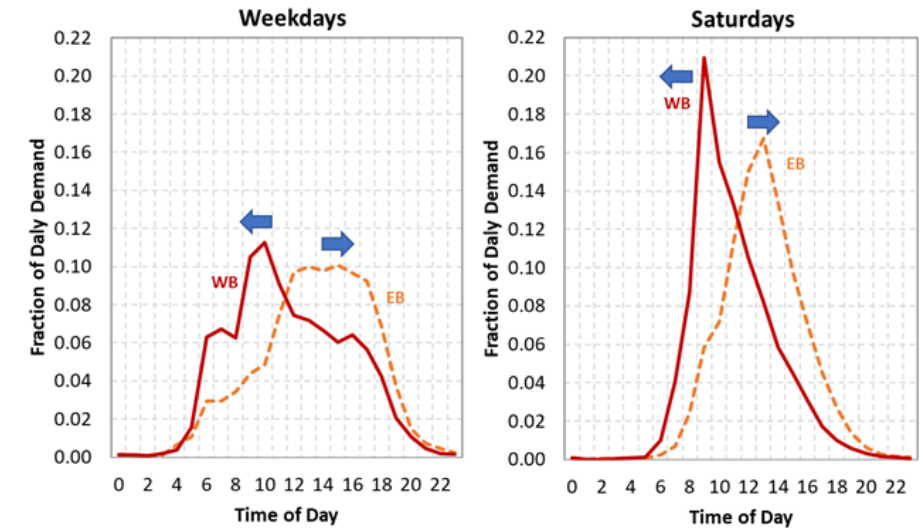 Weekdays
Fraction of Daly Demand
0.22
0.20
0.18
0.16
0.14
0.12
0.10
0.08
0.06
0.04
0.02
0.00
WB
EB
0 2 4 6 8 10 12 14 16 18 20 22
Time of Day
Saturdays
Fraction of Daly Demand
0.22
0.20
0.18
0.16
0.14
0.12
0.10
0.08
0.06
0.04
0.02
0.00
WB
EB
0 2 4 6 8 10 12 14 16 18 20 22
Time of Day